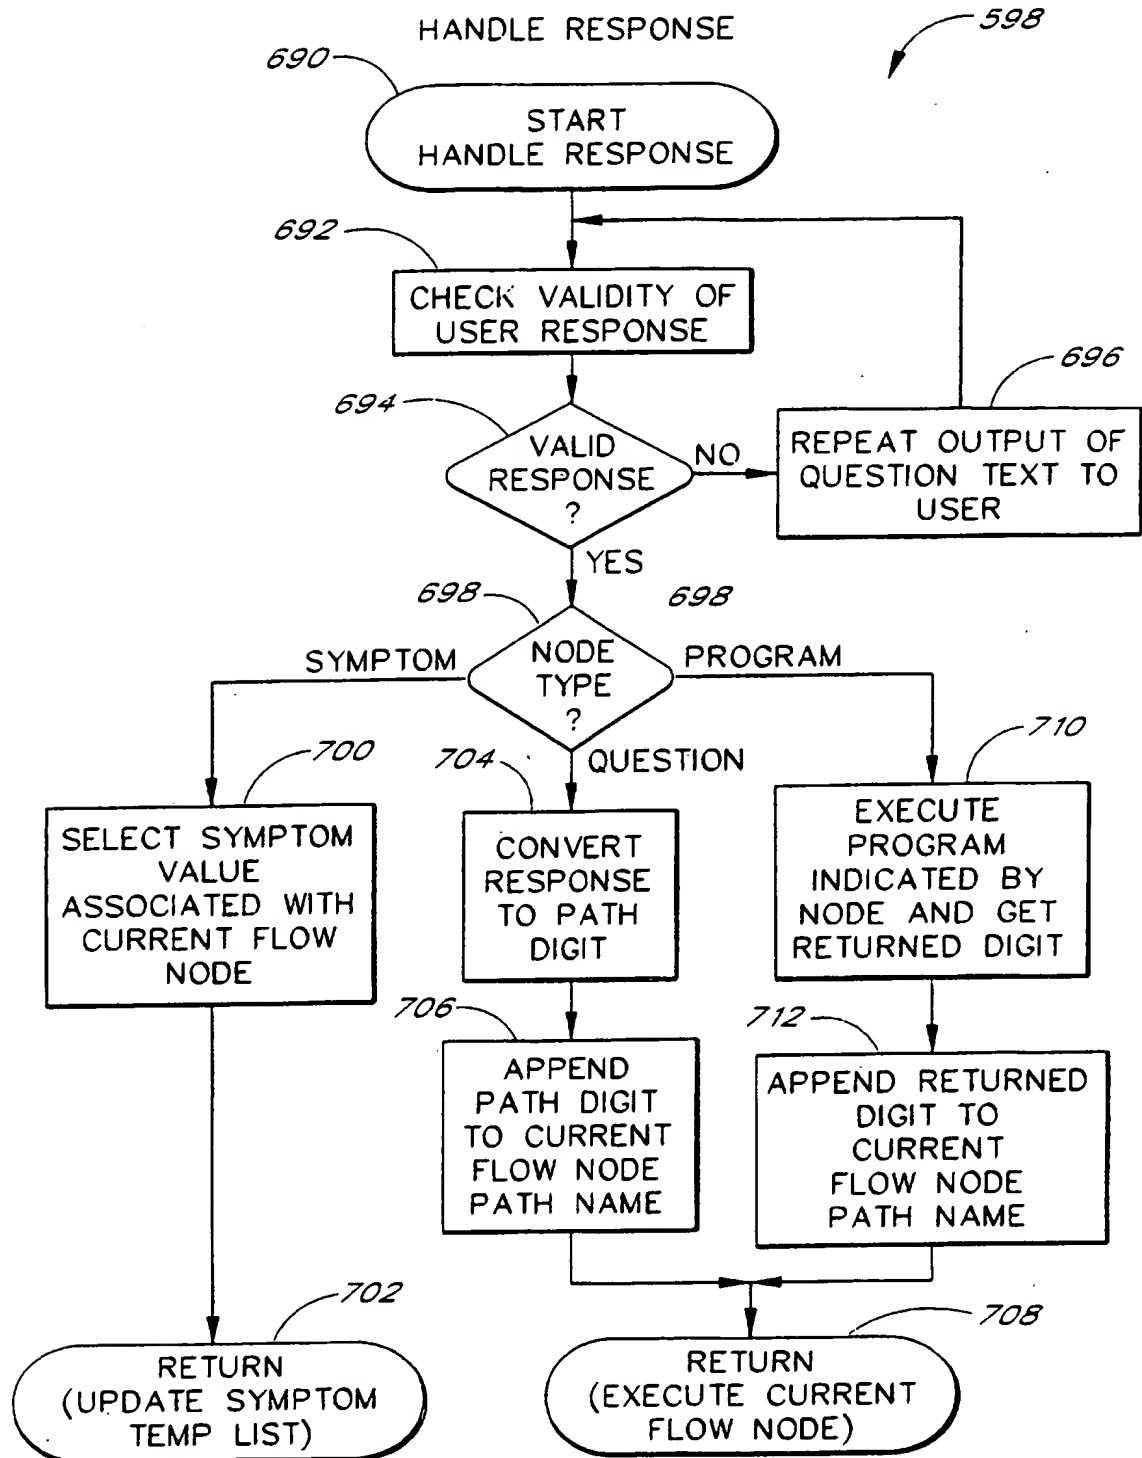 HANDLE RESPONSE
598
690
START
HANDLE RESPONSE
692
CHECK VALIDITY OF
USER RESPONSE
694
VALID
RESPONSE
?
NO
696
REPEAT OUTPUT OF
QUESTION TEXT TO
USER
YES
698
698
NODE
TYPE
?
SYMPTOM
PROGRAM
QUESTION
700
SELECT SYMPTOM
VALUE
ASSOCIATED WITH
CURRENT FLOW
NODE
704
CONVERT
RESPONSE
TO PATH
DIGIT
710
EXECUTE
PROGRAM
INDICATED BY
NODE AND GET
RETURNED DIGIT
706
APPEND
PATH DIGIT
TO CURRENT
FLOW NODE
PATH NAME
712
APPEND RETURNED
DIGIT TO
CURRENT
FLOW NODE
PATH NAME
702
RETURN
(UPDATE SYMPTOM
TEMP LIST)
708
RETURN
(EXECUTE CURRENT
FLOW NODE)